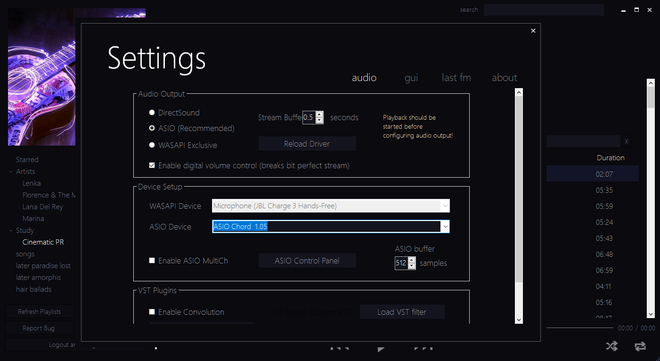 search
Settings
audio gui last fm about
Audio Output
DirectSound
ASIO (Recommended)
WASAPI Exclusive
Stream Buffe 0.5 seconds
Reload Driver
Playback should be
started before
configuring audio output!
Enable digital volume control (breaks bit perfect stream)
Device Setup
WASAPI Device Microphone (JBL Charge 3 Hands-Free)
ASIO Device ASIO Chord 1.05
Enable ASIO MultiCh
ASIO Control Panel
ASIO buffer
512 samples
VST Plugins
Enable Convolution
Load VST filter
Starred
Artists
Lenka
Florence & The M
Lana Del Rey
Marina
Study
Cinematic PR
songs
later paradise lost
later amorphis
hair ballads
Refresh Playlists
Report Bug
Logout a
X
Duration
02:07
05:35
05:59
05:24
05:43
06:48
06:59
04:11
05:16
00:00 / 00:00